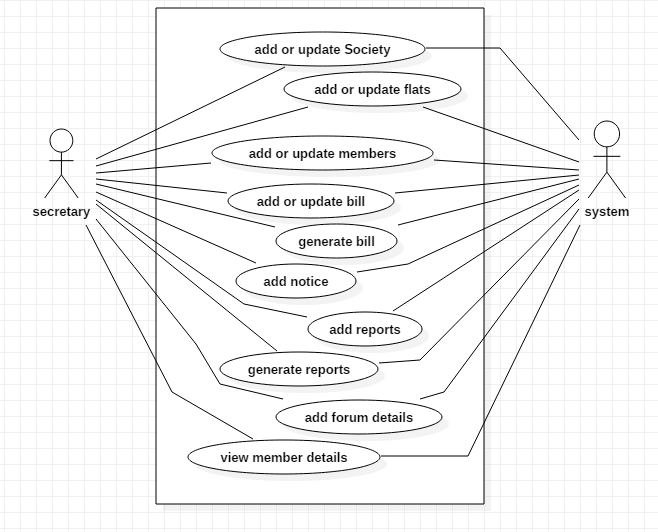 add or update Society
add or update flats
add or update members
add or update bill
secretary
system
generate bill
add notice
add reports
generate reports
add forum details
view member details